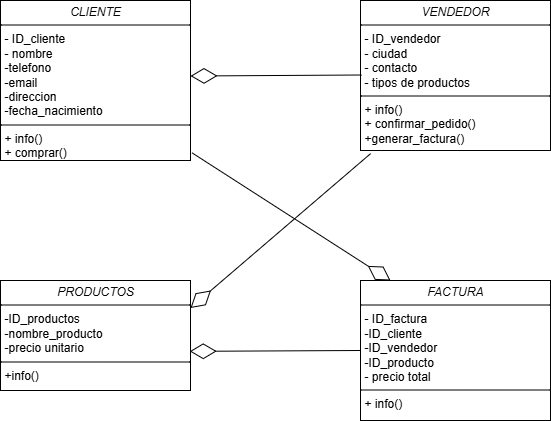 CLIENTE
- ID_cliente
- nombre
-telefono
-email
-direccion
-fecha_nacimiento
+ info()
+ comprar()
VENDEDOR
- ID_vendedor
- ciudad
- contacto
- tipos de productos
+ info()
+ confirmar_pedido()
+generar_factura()
PRODUCTOS
-ID_productos
-nombre_producto
-precio unitario
+info()
FACTURA
- ID_factura
-ID_cliente
-ID_vendedor
-ID_producto
- precio total
+ info()